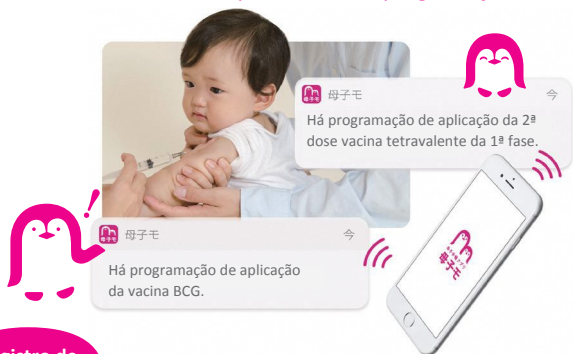 母子モ
今
Há programação de aplicação da 2ª
dose vacina tetravalente da 1ª fase.
母子モ
今
Há programação de aplicação
da vacina BCG.
母子モ